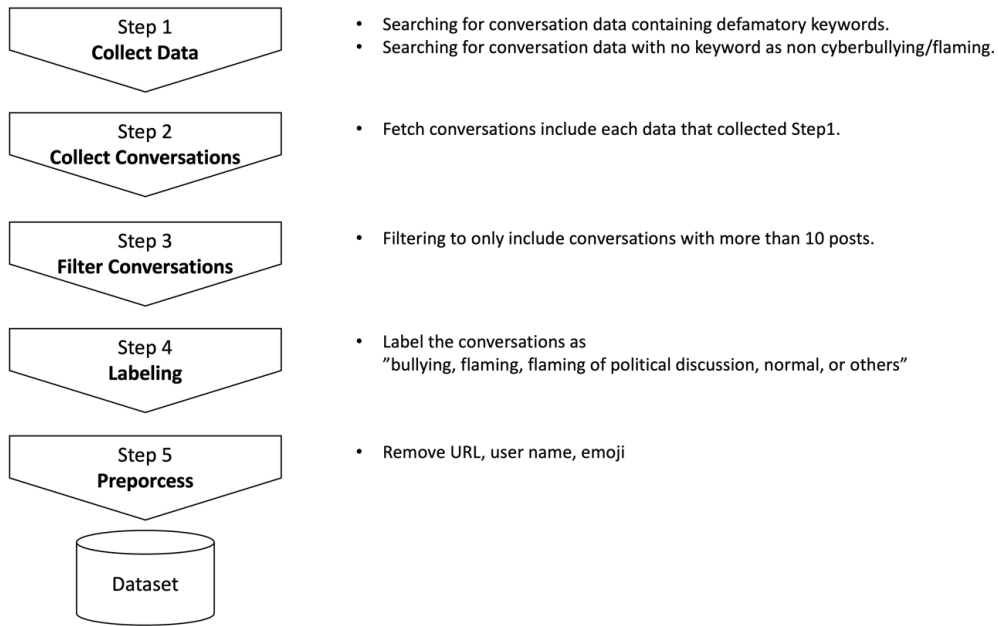 Step 1
Collect Data
• Searching for conversation data containing defamatory keywords.
• Searching for conversation data with no keyword as non cyberbullying/flaming.
Step 2
Collect Conversations
• Fetch conversations include each data that collected Step1.
Step 3
Filter Conversations
• Filtering to only include conversations with more than 10 posts.
Step 4
Labeling
• Label the conversations as
”bullying, flaming, flaming of political discussion, normal, or others”
Step 5
Preporcess
• Remove URL, user name, emoji
Dataset